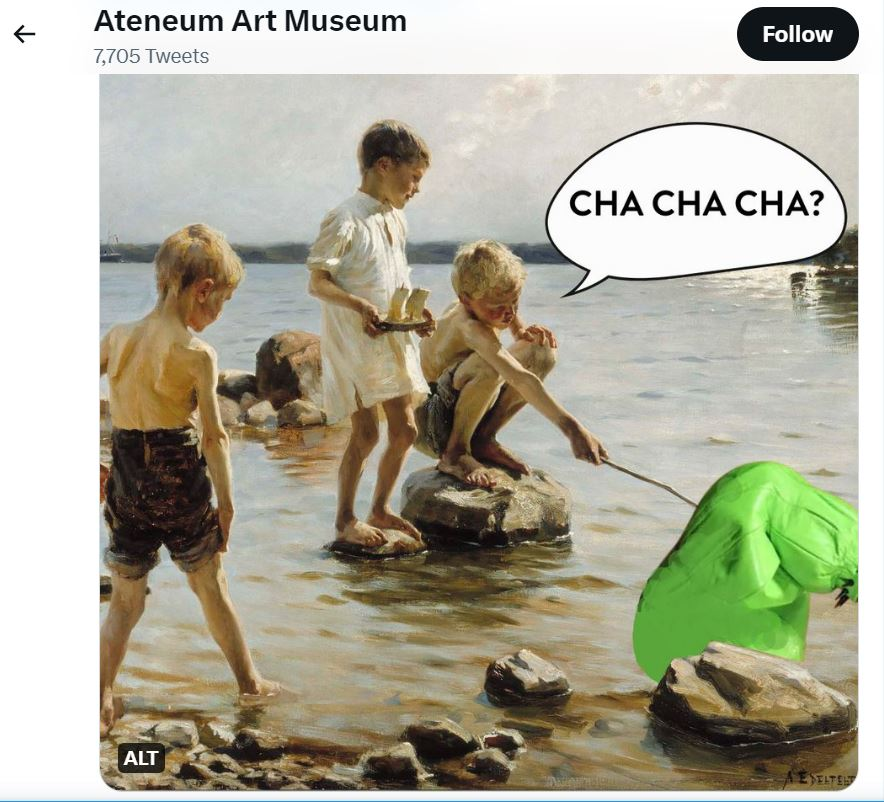 Ateneum Art Museum
7,705 Tweets
Follow
CHA CHA CHA?
ALT
A EDELFELT